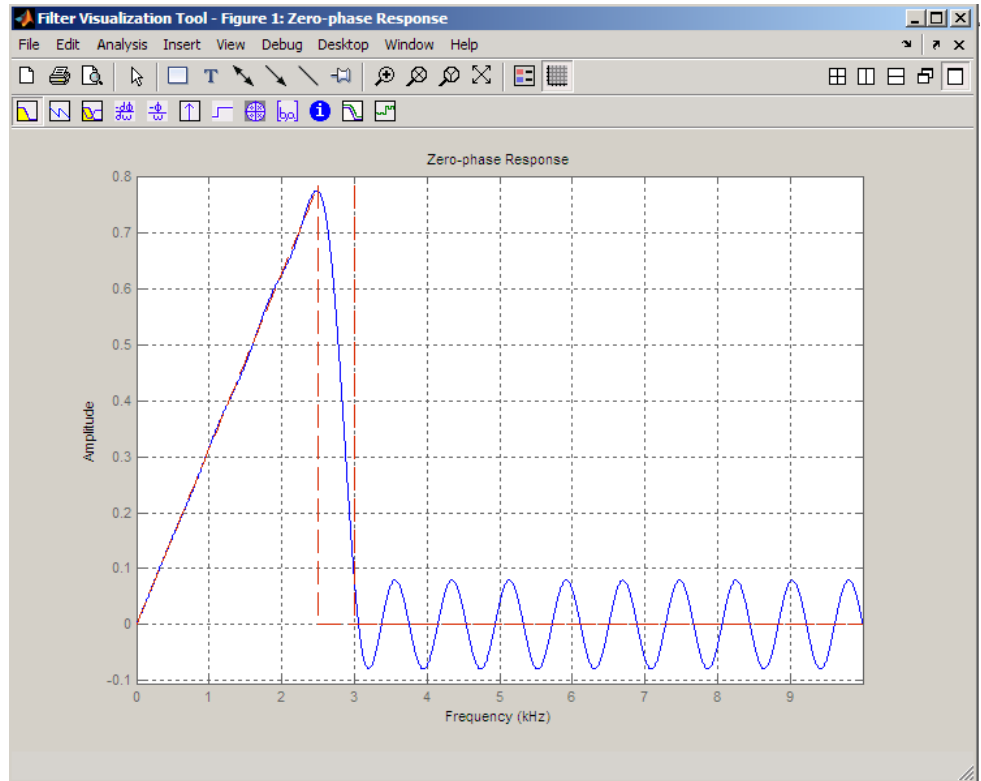 Filter Visualization Tool - Figure 1: Zero-phase Response
File Edit Analysis Insert View Debug Desktop Window Help
Zero-phase Response
0.8
0.7
0.6
0.5
0.4
0.3
0.2
0.1
0
-0.1
Amplitude
0 1 2 3 4 5 6 7 8 9
Frequency (kHz)